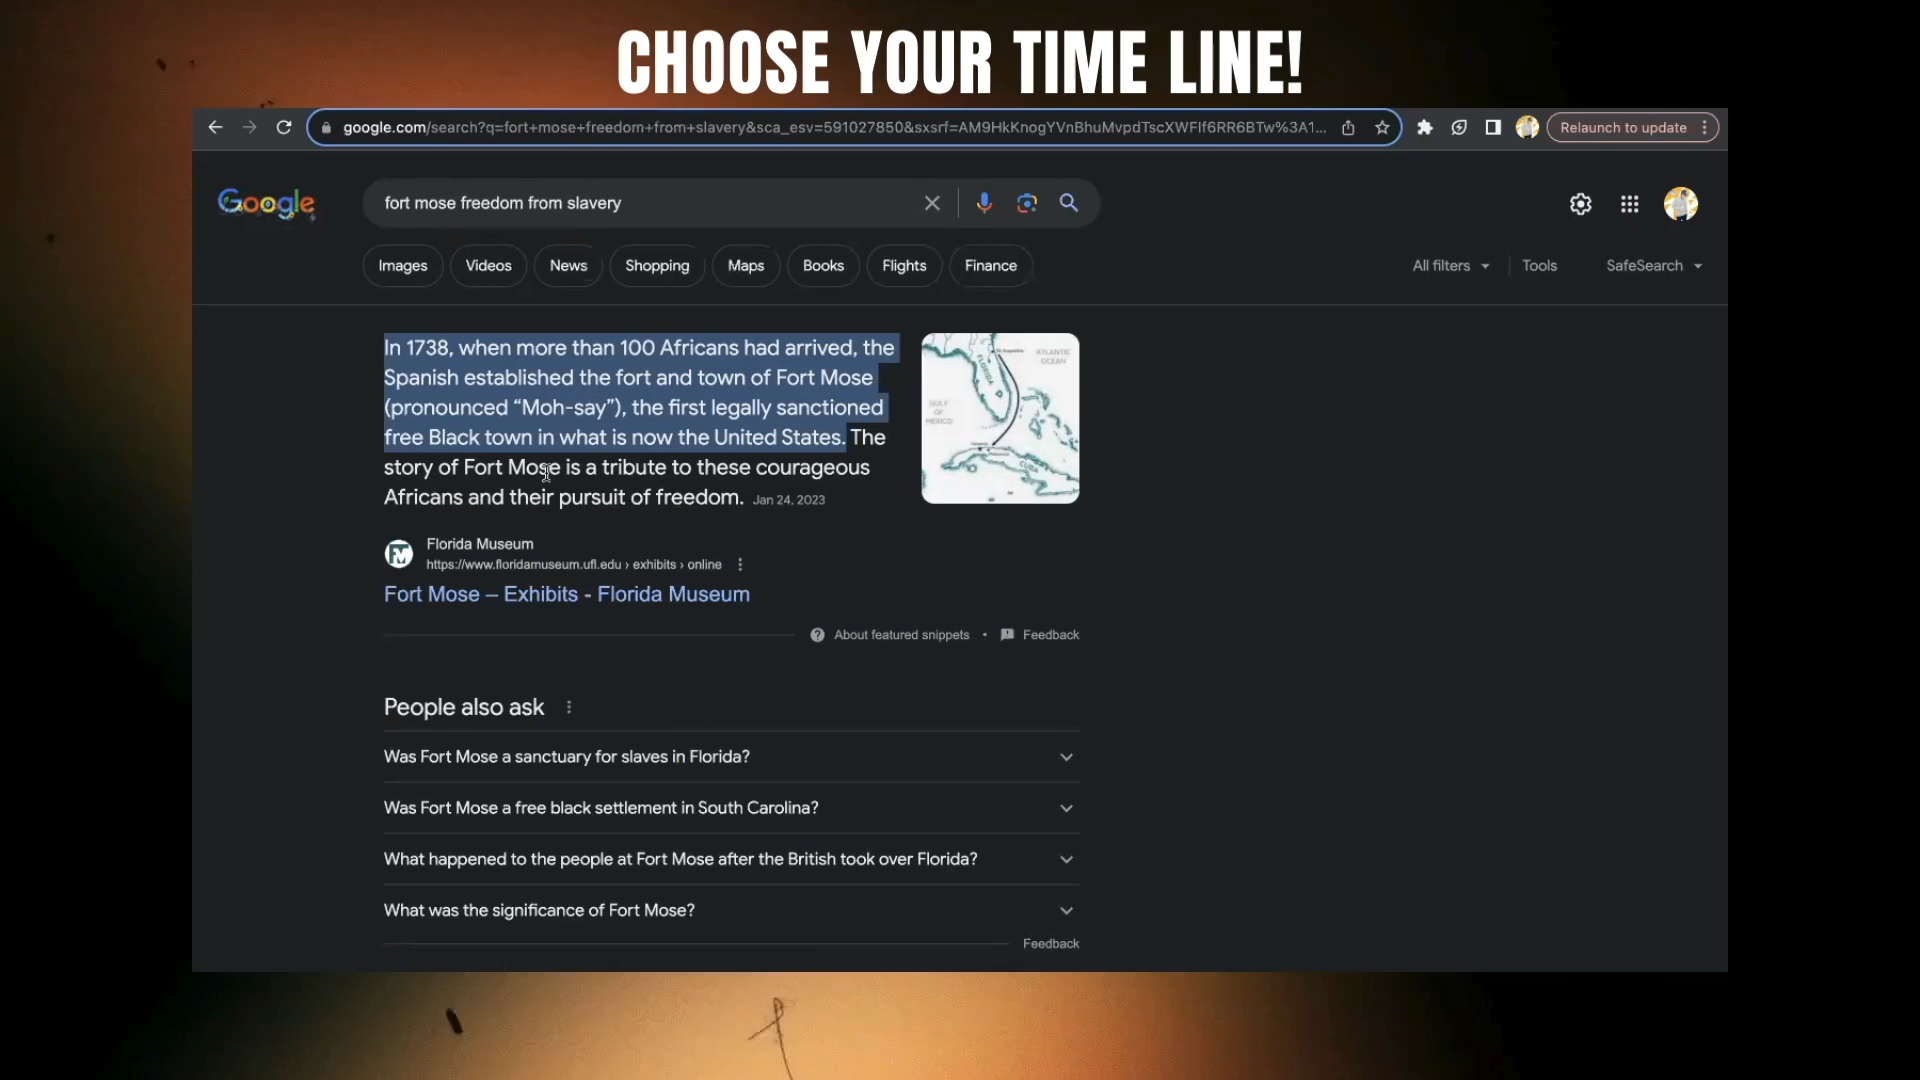 CHOOSE YOUR TIME LINE!
google.com/search?q=fort+mose+freedom+from+slavery&sca_esv=591027850&sxsrf=AM9HkKnogYVnBhuMvpdTscXWFlf6RR6BTw%3A1...
Relaunch to update
Google
fort mose freedom from slavery
Images
Videos
News
Shopping
Maps
Books
Flights
Finance
All filters
Tools
SafeSearch
In 1738, when more than 100 Africans had arrived, the
Spanish established the fort and town of Fort Mose
(pronounced “Moh-say”), the first legally sanctioned
free Black town in what is now the United States. The
story of Fort Mose is a tribute to these courageous
Africans and their pursuit of freedom. Jan 24, 2023
ATLANTIC
OCEAN
FLORIDA
GULF
OF
MEXICO
CUBA
Florida Museum
https://www.floridamuseum.ufl.edu › exhibits › online
Fort Mose – Exhibits - Florida Museum
About featured snippets • Feedback
People also ask
Was Fort Mose a sanctuary for slaves in Florida?
Was Fort Mose a free black settlement in South Carolina?
What happened to the people at Fort Mose after the British took over Florida?
What was the significance of Fort Mose?
Feedback